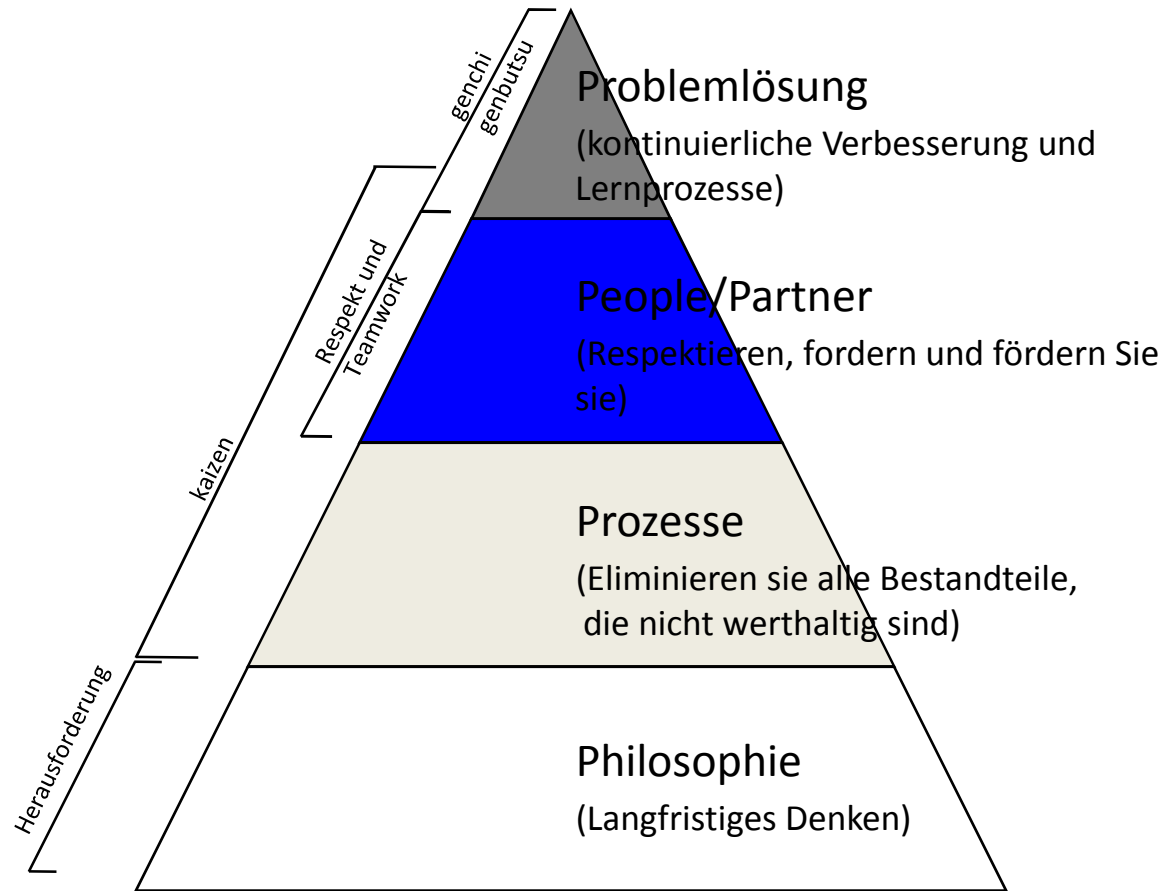 genchi
genbutsu
Problemlösung
(kontinuierliche Verbesserung und
Lernprozesse)
Respekt und
Teamwork
People/Partner
(Respektieren, fordern und fördern Sie
sie)
kaizen
Prozesse
(Eliminieren sie alle Bestandteile,
die nicht werthaltig sind)
Herausforderung
Philosophie
(Langfristiges Denken)